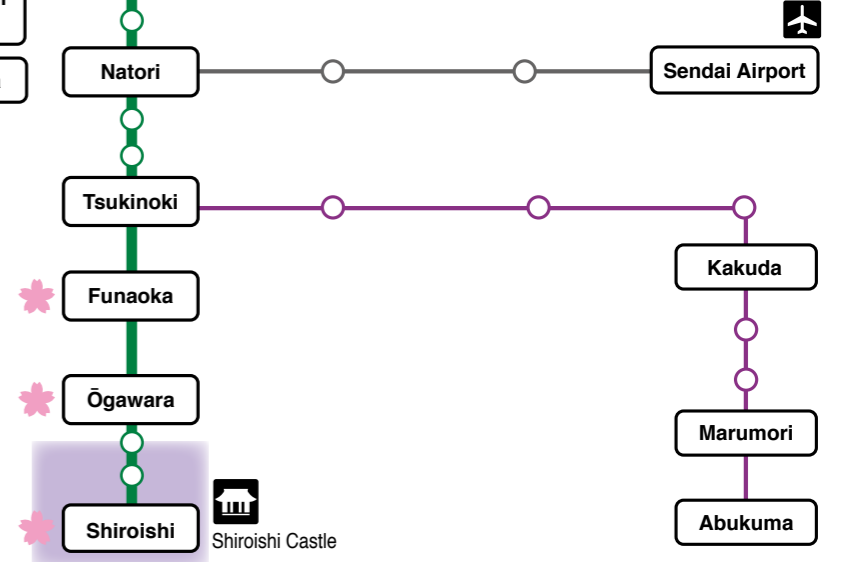 Natori
Sendai Airport
Tsukinoki
Kakuda
Funaoka
Ōgawara
Marumori
Shiroishi
Shiroishi Castle
Abukuma